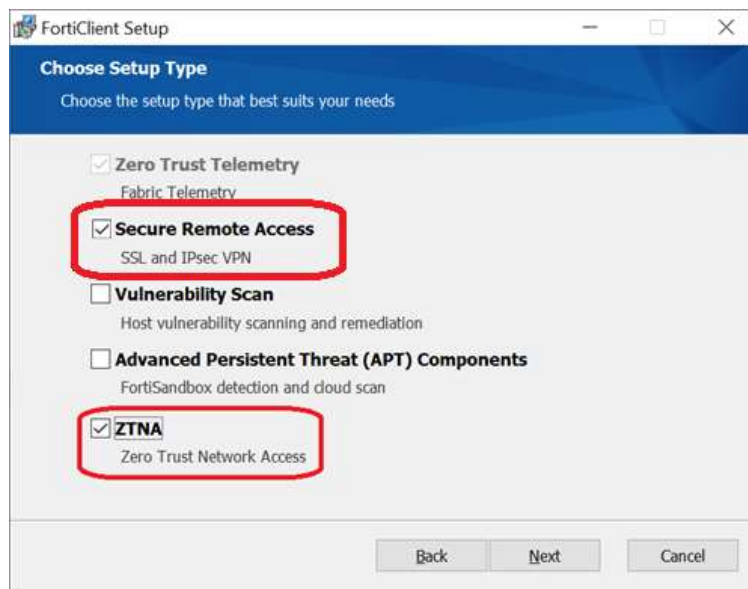 FortiClient Setup
Choose Setup Type
Choose the setup type that best suits your needs
Zero Trust Telemetry
Fabric Telemetry
Secure Remote Access
SSL and IPsec VPN
Vulnerability Scan
Host vulnerability scanning and remediation
Advanced Persistent Threat (APT) Components
FortiSandbox detection and cloud scan
ZTNA
Zero Trust Network Access
Back Next Cancel